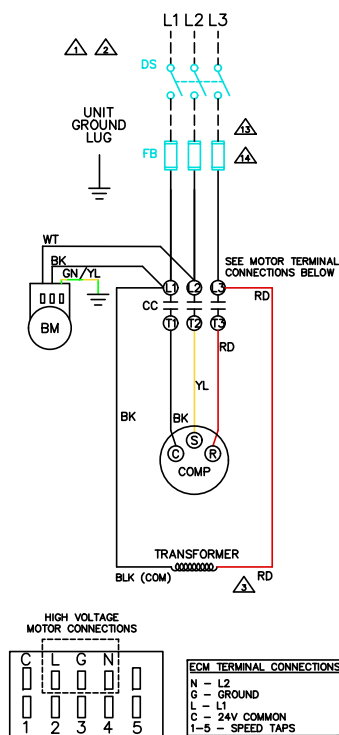 L1 L2 L3
1 2
DS
UNIT
GROUND
LUG
13
FB
14
WT
BK
GN/YL
SEE MOTOR TERMINAL
CONNECTIONS BELOW
L1 L2 L3
RD
CC
BM
T1 T2 T3
RD
YL
BK
BK
S
C R
COMP
TRANSFORMER
BLK (COM)
3
RD
HIGH VOLTAGE
MOTOR CONNECTIONS
C L G N
1 2 3 4 5
ECM TERMINAL CONNECTIONS
N - L2
G - GROUND
L - L1
C - 24V COMMON
1-5 - SPEED TAPS